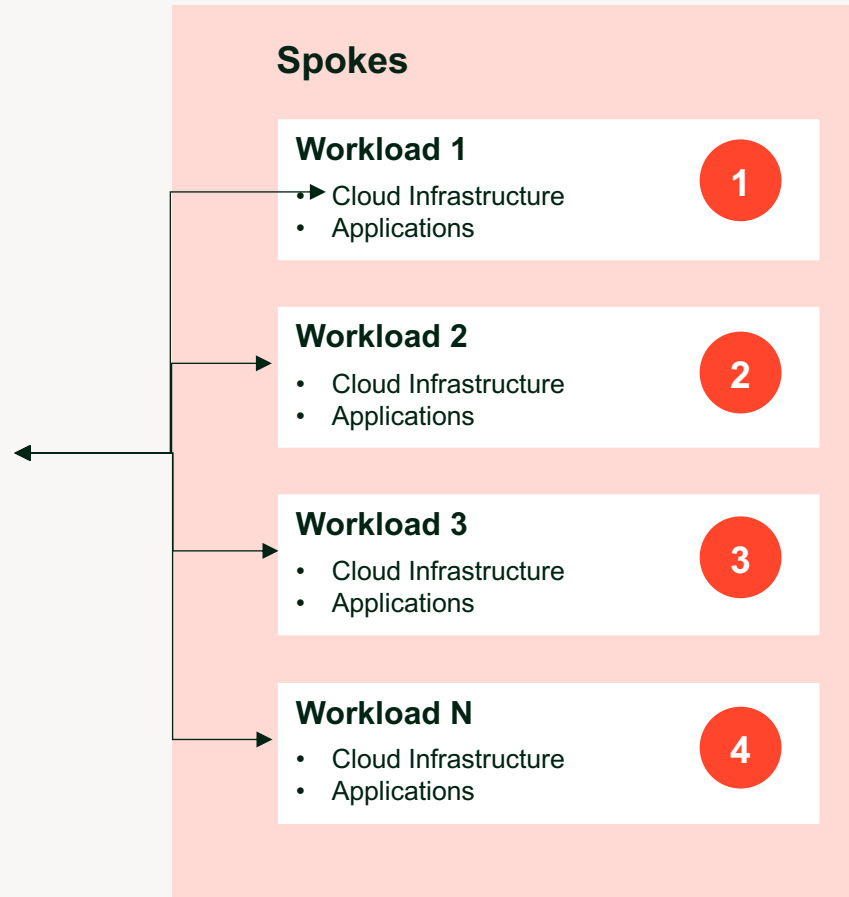 Spokes
Workload 1
1
• Cloud Infrastructure
• Applications
Workload 2
2
• Cloud Infrastructure
• Applications
Workload 3
3
• Cloud Infrastructure
• Applications
Workload N
4
• Cloud Infrastructure
• Applications